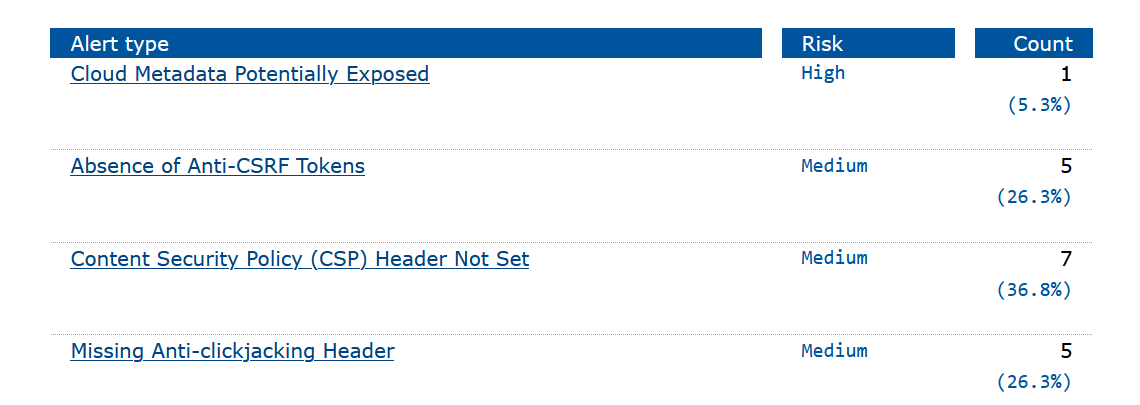 Alert type Risk Count
Cloud Metadata Potentially Exposed High 1
(5.3%)
Absence of Anti-CSRF Tokens Medium 5
(26.3%)
Content Security Policy (CSP) Header Not Set Medium 7
(36.8%)
Missing Anti-clickjacking Header Medium 5
(26.3%)